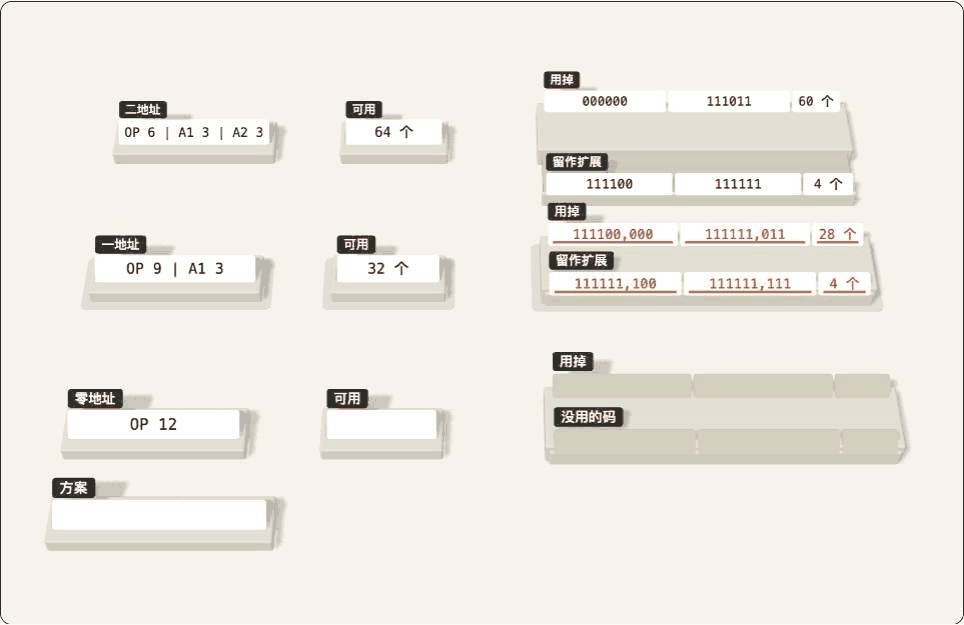 二地址
OP 6 | A1 3 | A2 3
可用
64 个
用掉
000000 111011 60 个
留作扩展
111100 111111 4 个
一地址
OP 9 | A1 3
可用
32 个
用掉
111100,000 111111,011 28 个
留作扩展
111111,100 111111,111 4 个
零地址
OP 12
可用
用掉
没用的码
方案